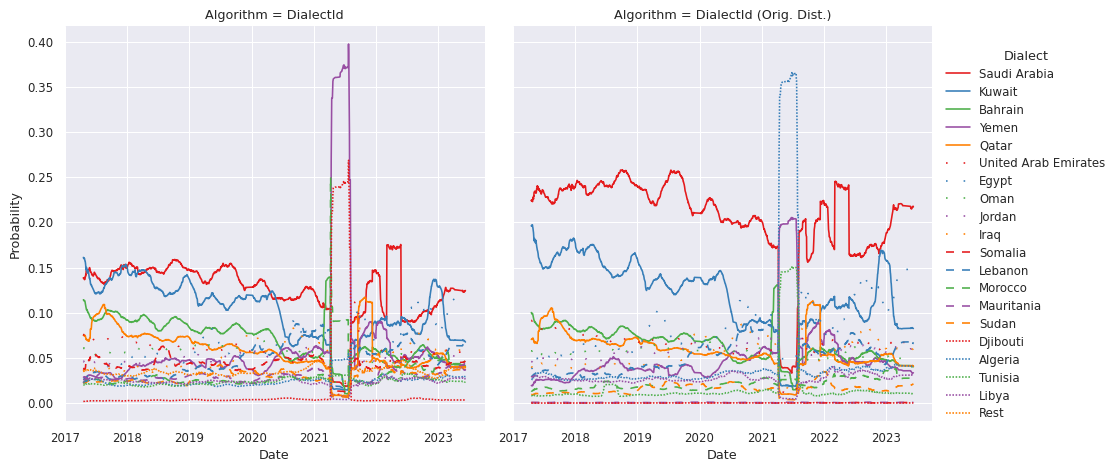 Algorithm = DialectId
Algorithm = DialectId (Orig. Dist.)
Probability
0.40
0.35
0.30
0.25
0.20
0.15
0.10
0.05
0.00
2017 2018 2019 2020 2021 2022 2023
Date
2017 2018 2019 2020 2021 2022 2023
Date
Dialect
Saudi Arabia
Kuwait
Bahrain
Yemen
Qatar
United Arab Emirates
Egypt
Oman
Jordan
Iraq
Somalia
Lebanon
Morocco
Mauritania
Sudan
Djibouti
Algeria
Tunisia
Libya
Rest